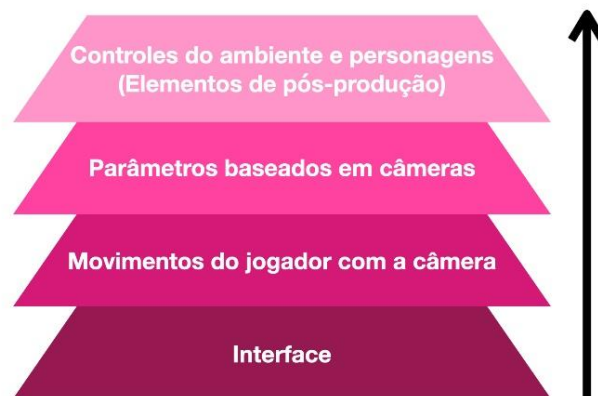 Controles do ambiente e personagens
(Elementos de pós-produção)
Parâmetros baseados em câmeras
Movimentos do jogador com a câmera
Interface